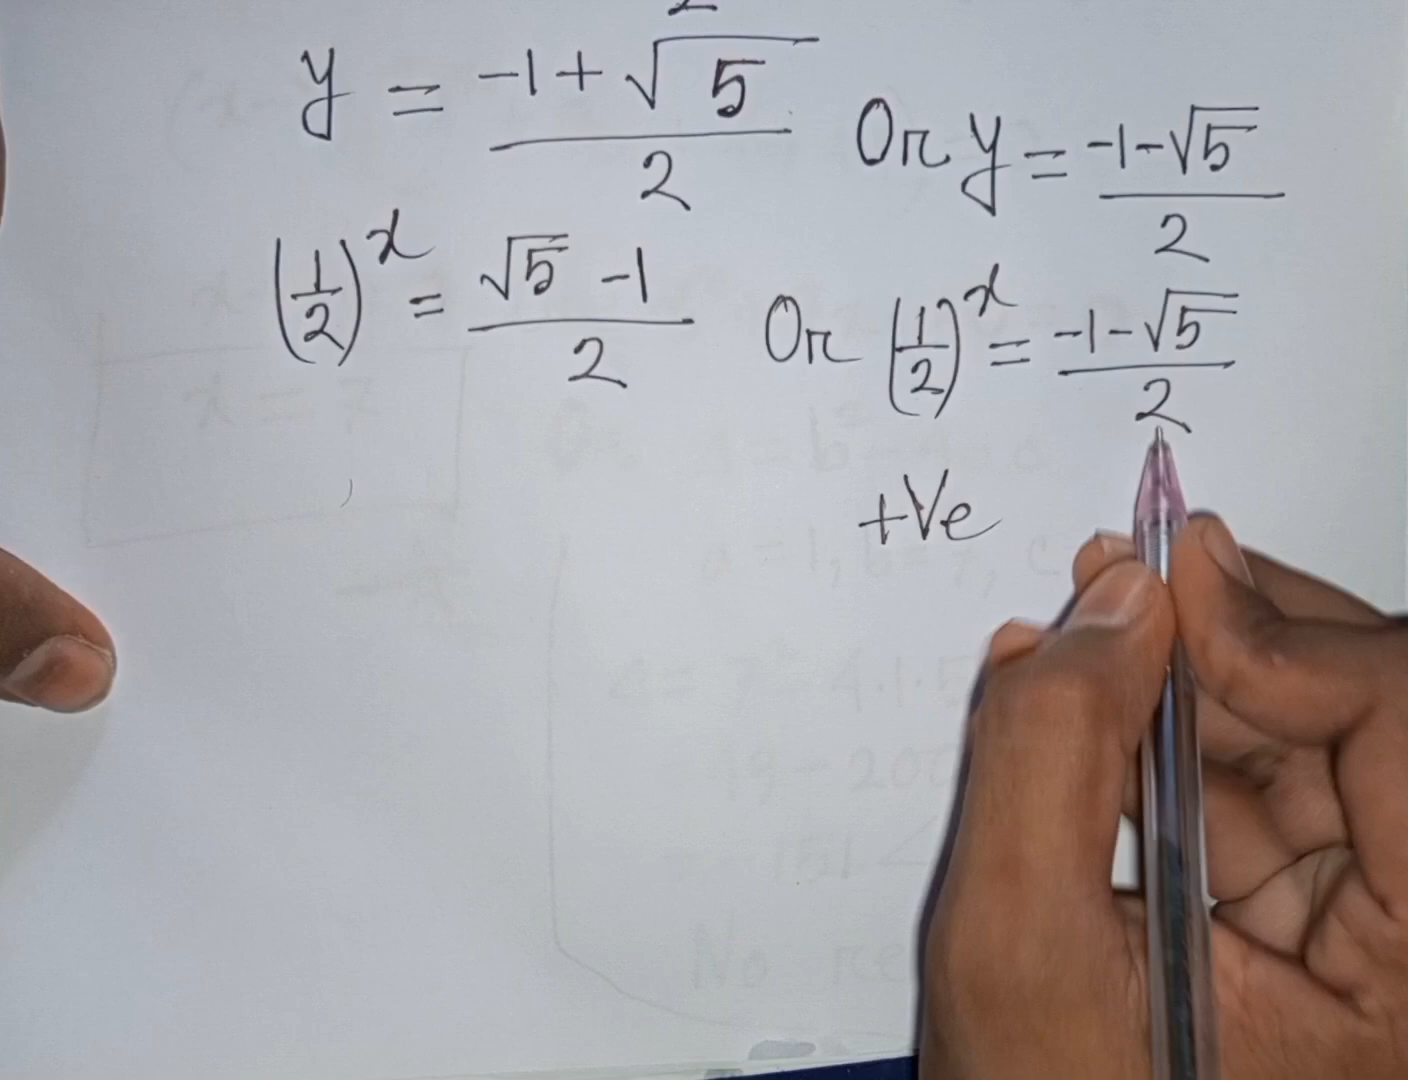 y = (-1 + √5)/2 Or y = (-1-√5)/2
(1/2)^x = (√5 -1)/2 Or (1/2)^x = (-1-√5)/2
+Ve